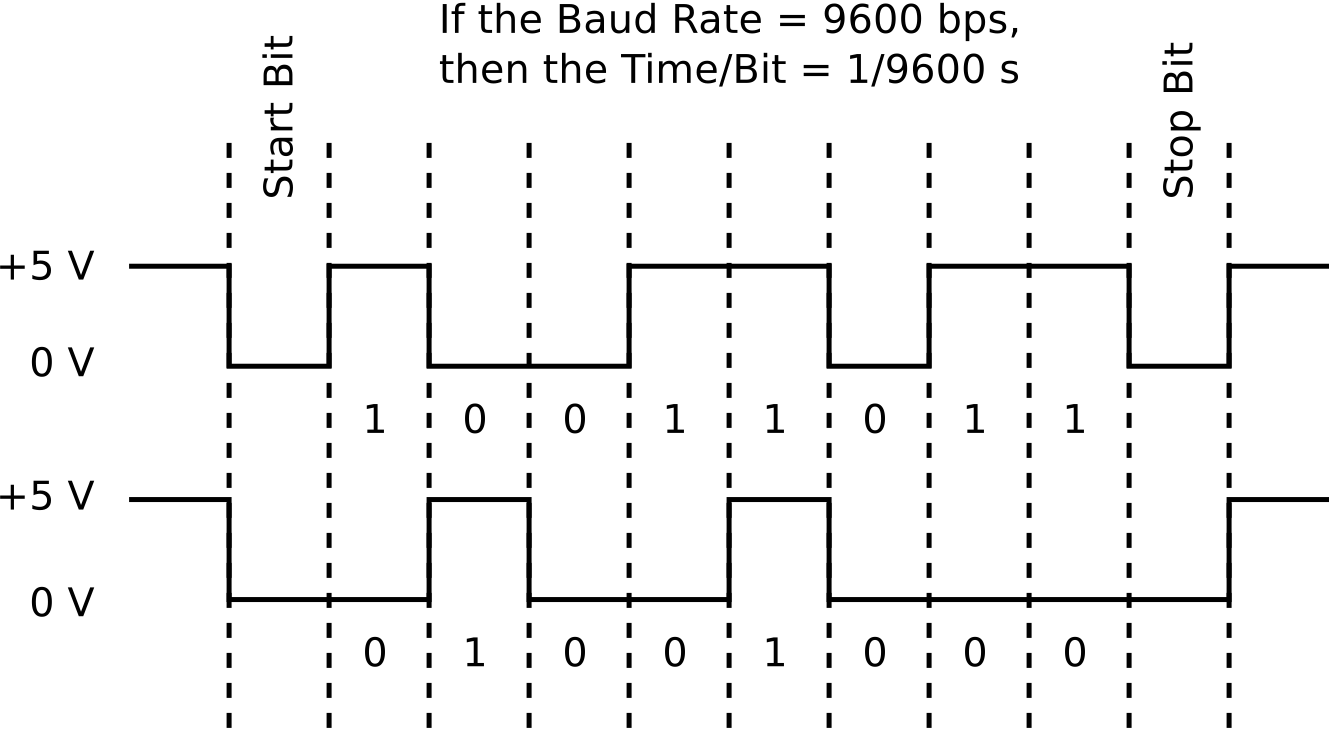 If the Baud Rate = 9600 bps,
then the Time/Bit = 1/9600 s
Start Bit
Stop Bit
+5 V
0 V
1 0 0 1 1 0 1 1
+5 V
0 V
0 1 0 0 1 0 0 0